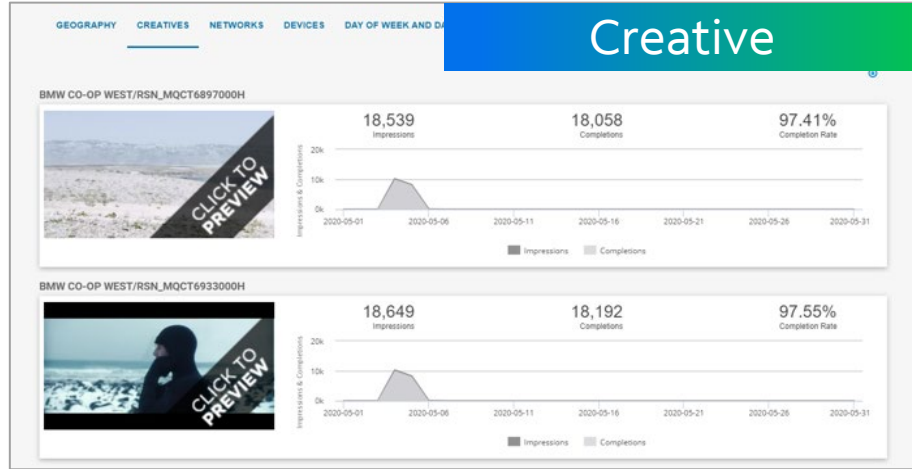 GEOGRAPHY CREATIVES NETWORKS DEVICES DAY OF WEEK AND DA
Creative
BMW CO-OP WEST/RSN_MQCT6897000H
CLICK TO
PREVIEW
18,539 18,058 97.41%
Impressions Completions Completion Rate
Impressions & Completions
20k
10k
0k
2020-05-01 2020-05-06 2020-05-11 2020-05-16 2020-05-21 2020-05-26 2020-05-31
Impressions Completions
BMW CO-OP WEST/RSN_MQCT6933000H
CLICK TO
PREVIEW
18,649 18,192 97.55%
Impressions Completions Completion Rate
Impressions & Completions
20k
10k
0k
2020-05-01 2020-05-06 2020-05-11 2020-05-16 2020-05-21 2020-05-26 2020-05-31
Impressions Completions